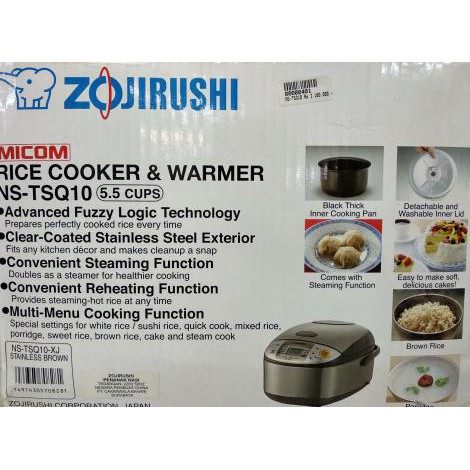 ZOJIRUSHI
00000401
MICOM
RICE COOKER & WARMER
NS-TSQ10 5.5 CUPS
•Advanced Fuzzy Logic Technology
Prepares perfectly cooked rice every time
•Clear-Coated Stainless Steel Exterior
Fits any kitchen décor and makes cleanup a snap
•Convenient Steaming Function
Doubles as a steamer for healthier cooking
•Convenient Reheating Function
Provides steaming-hot rice at any time
•Multi-Menu Cooking Function
Special settings for white rice / sushi rice, quick cook, mixed rice,
porridge, sweet rice, brown rice, cake and steam cook
Black Thick
Inner Cooking Pan
Detachable and
Washable Inner Lid
Comes with
Steaming Function
Easy to make soft,
delicious cakes!
Brown Rice
Porridge
NS-TSQ10-XJ
STAINLESS BROWN
ZOJIRUSHI
PENANAK NASI
SURABAYA
ZOJIRUSHI CORPORATION, JAPAN